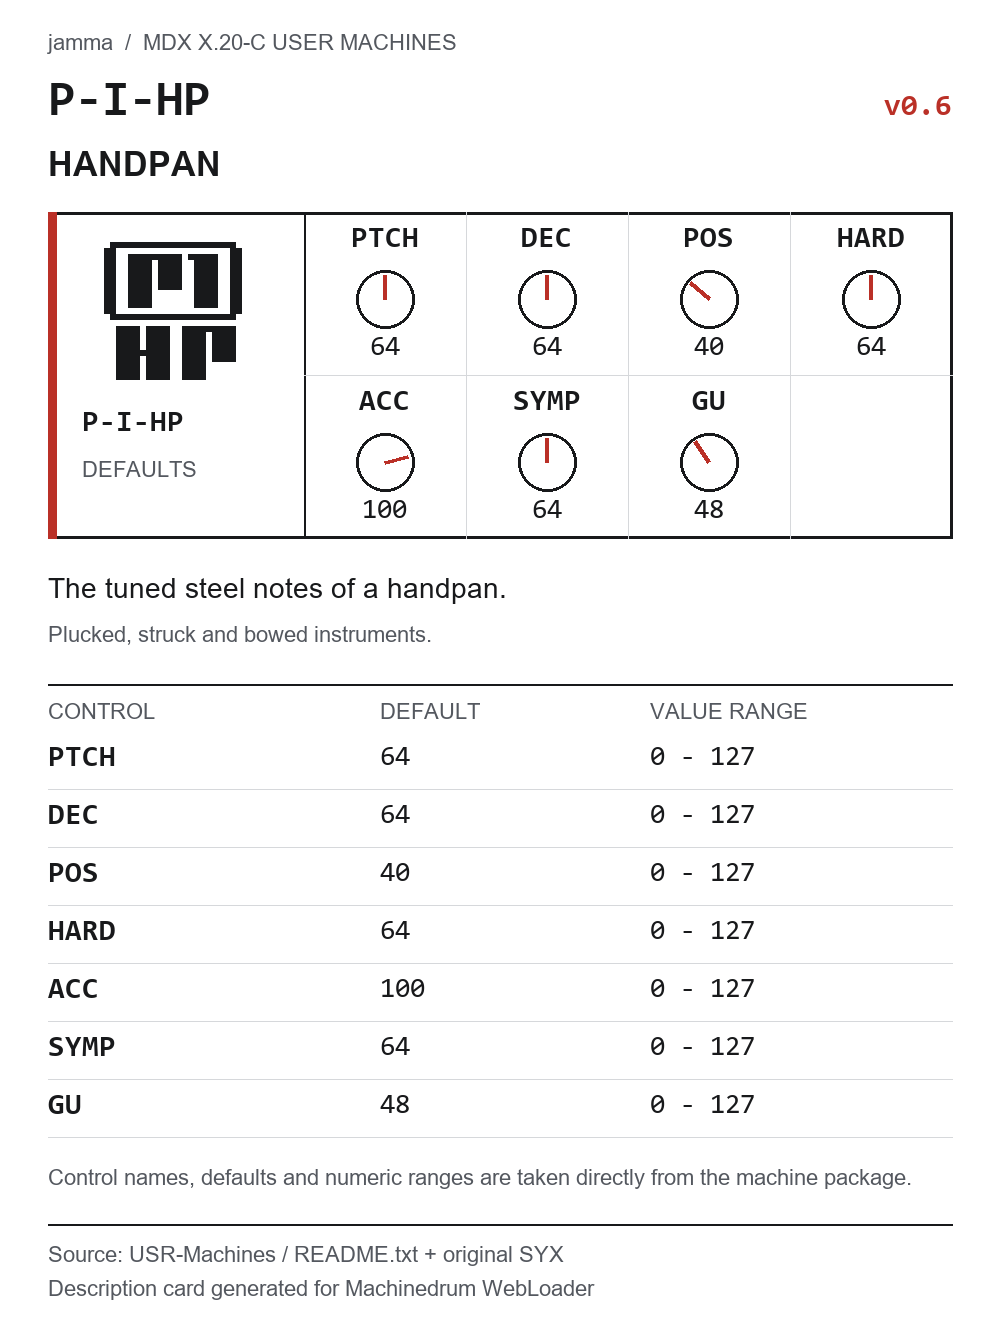 jamma / MDX X.20-C USER MACHINES
P-I-HP
v0.6
HANDPAN
PI
HP
P-I-HP
DEFAULTS
PTCH DEC POS HARD
64 64 40 64
ACC SYMP GU
100 64 48
The tuned steel notes of a handpan.
Plucked, struck and bowed instruments.
CONTROL DEFAULT VALUE RANGE
PTCH 64 0 - 127
DEC 64 0 - 127
POS 40 0 - 127
HARD 64 0 - 127
ACC 100 0 - 127
SYMP 64 0 - 127
GU 48 0 - 127
Control names, defaults and numeric ranges are taken directly from the machine package.
Source: USR-Machines / README.txt + original SYX
Description card generated for Machinedrum WebLoader